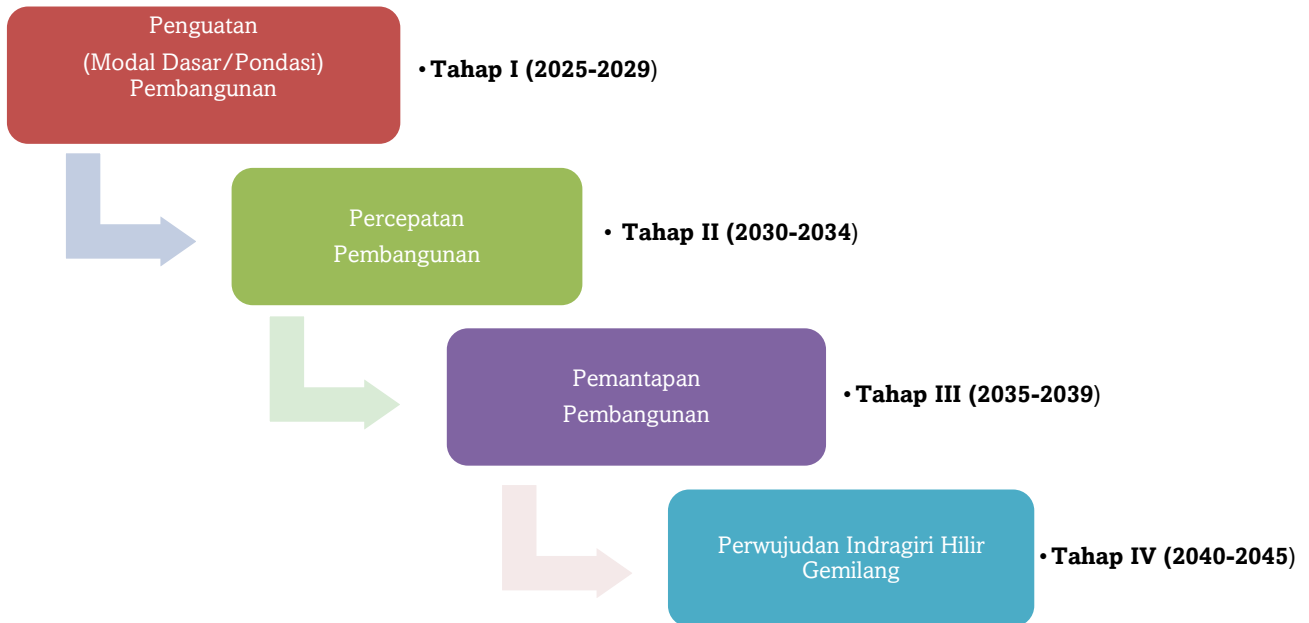 Penguatan
(Modal Dasar/Pondasi)
Pembangunan
• Tahap I (2025-2029)
Percepatan
Pembangunan
• Tahap II (2030-2034)
Pemantapan
Pembangunan
• Tahap III (2035-2039)
Perwujudan Indragiri Hilir
Gemilang
• Tahap IV (2040-2045)